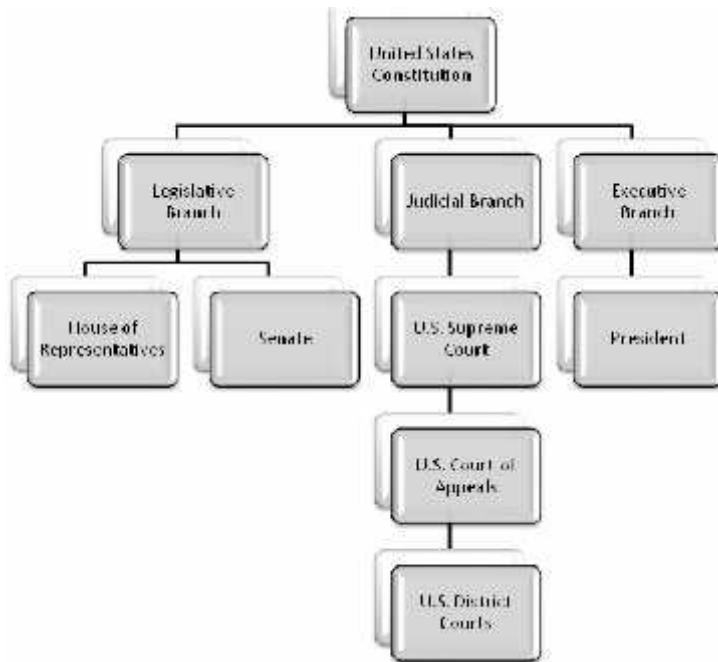 United States
Constitution
Legislative
Branch
Judicial Branch
Executive
Branch
House of
Representatives
Senate
U.S. Supreme
Court
President
U.S. Court of
Appeals
U.S. District
Courts